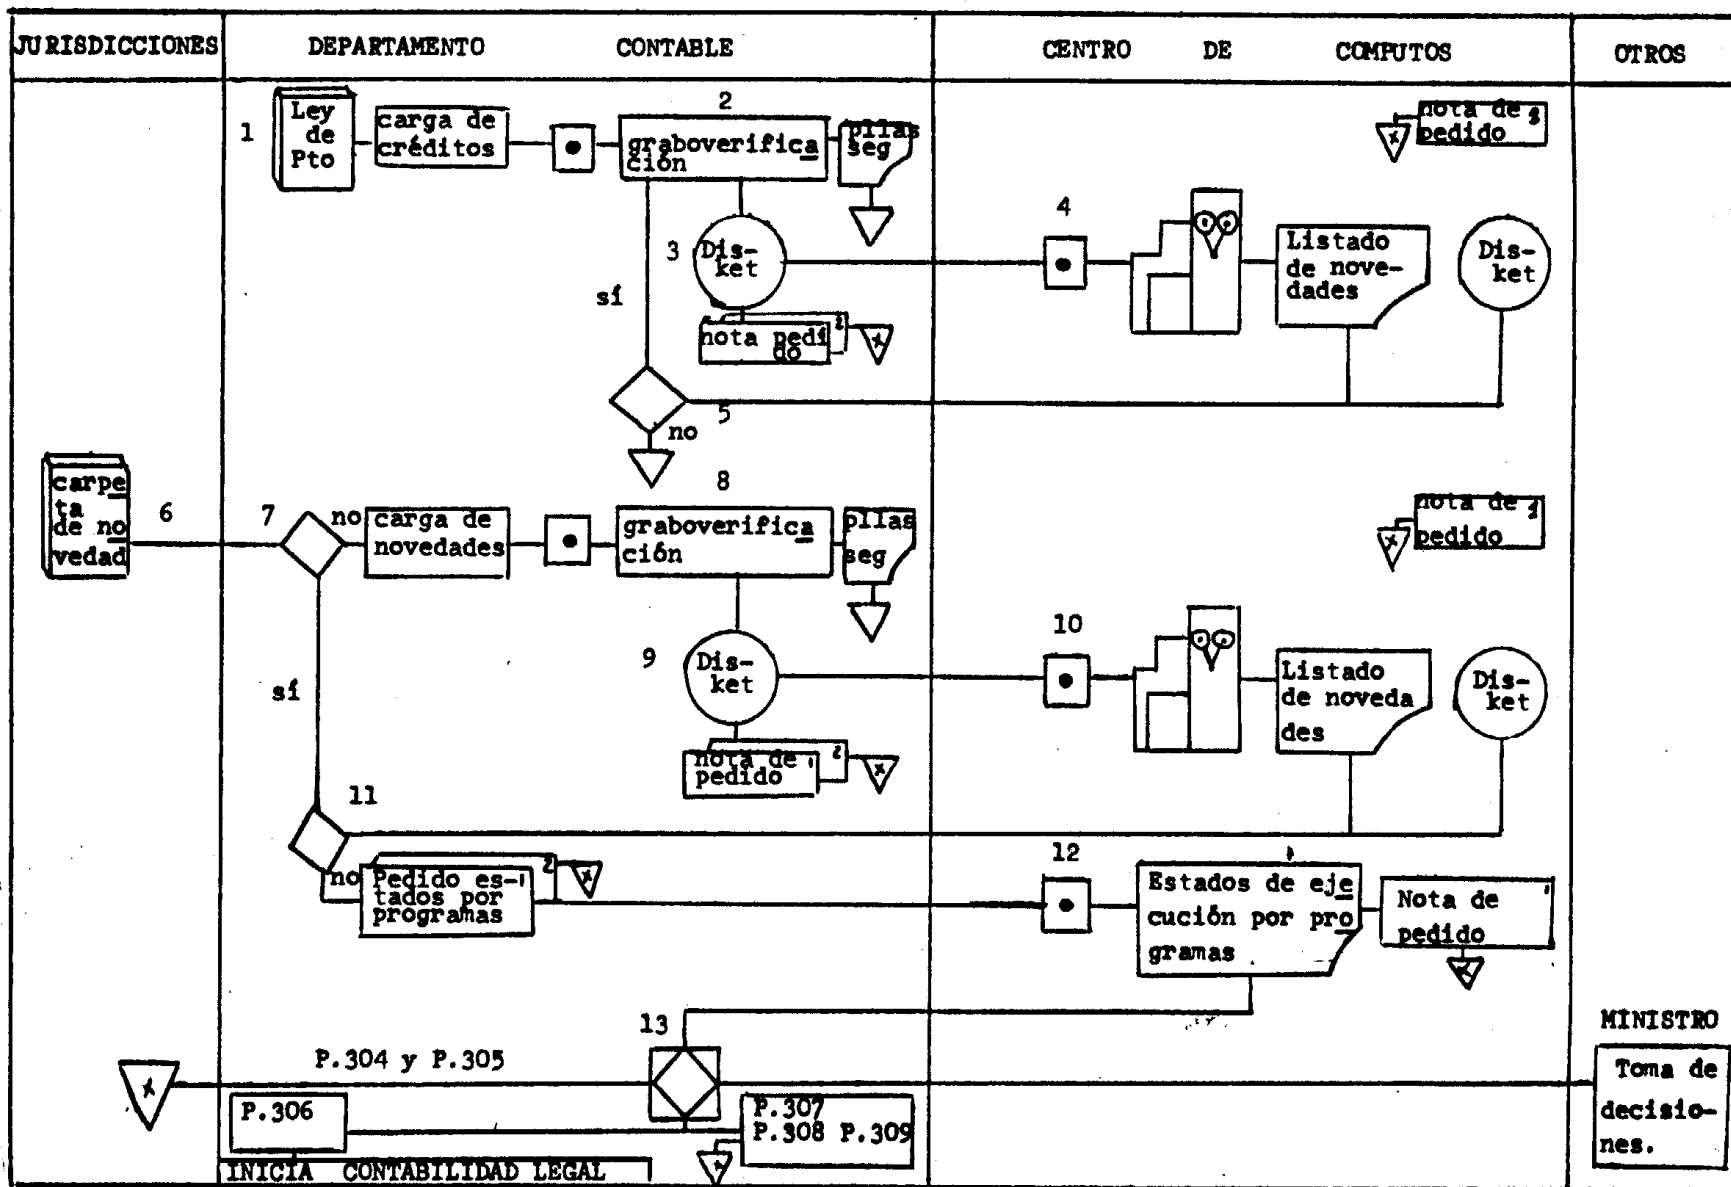 JURISDICCIONES
DEPARTAMENTO CONTABLE
CENTRO DE COMPUTOS
OTROS
1
Ley
de
Pto
carga de
créditos
2
graboverifica
ción
pllas
seg
nota de
pedido
3
Dis-
ket
sí
nota pedi
do
2
4
Listado
de nove-
dades
Dis-
ket
5
no
carpe
ta
de no
vedad
6
7
no
carga de
novedades
8
graboverifica
ción
pllas
seg
nota de
pedido
sí
9
Dis-
ket
nota de
pedido
2
10
Listado
de noveda
des
Dis-
ket
11
no
Pedido es-
tados por
programas
2
12
Estados de eje
cución por pro
gramas
Nota de
pedido
13
P.304 y P.305
MINISTRO
Toma de
decisio-
nes.
P.306
P.307
P.308 P.309
INICIA CONTABILIDAD LEGAL